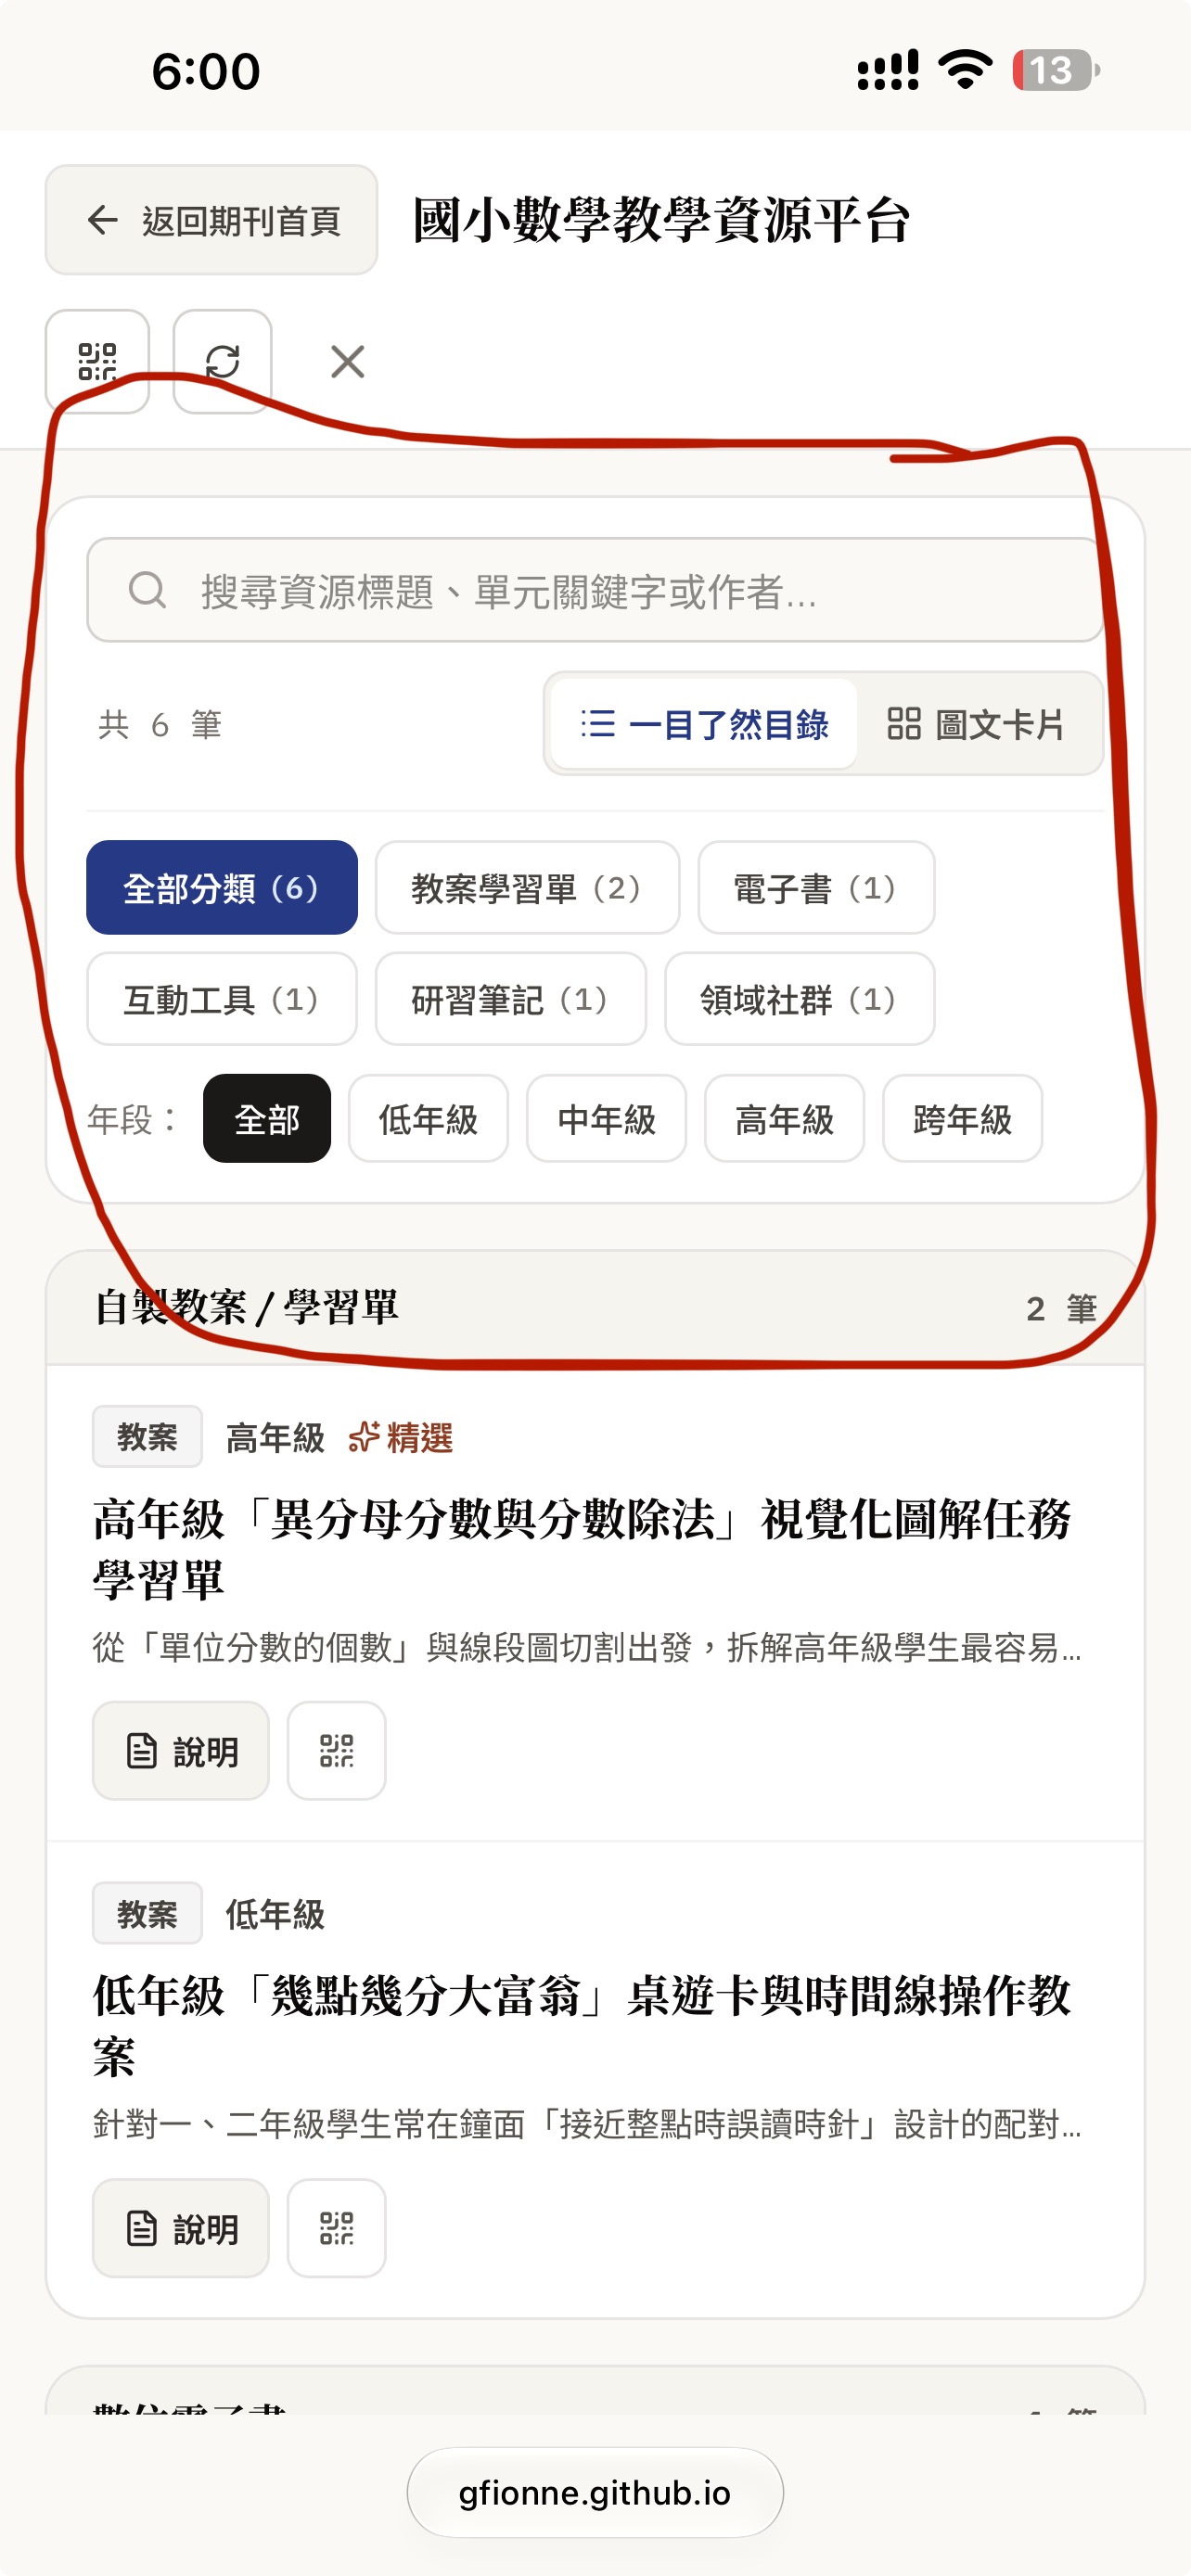 6:00
13
返回期刊首頁
國小數學教學資源平台
搜尋資源標題、單元關鍵字或作者...
共 6 筆
一目了然目錄
圖文卡片
全部分類 (6)
教案學習單 (2)
電子書 (1)
互動工具 (1)
研習筆記 (1)
領域社群 (1)
年段：
全部
低年級
中年級
高年級
跨年級
自製教案 / 學習單
2 筆
教案
高年級
精選
高年級「異分母分數與分數除法」視覺化圖解任務
學習單
從「單位分數的個數」與線段圖切割出發，拆解高年級學生最容易...
說明
教案
低年級
低年級「幾點幾分大富翁」桌遊卡與時間線操作教
案
針對一、二年級學生常在鐘面「接近整點時誤讀時針」設計的配對...
說明
gfionne.github.io